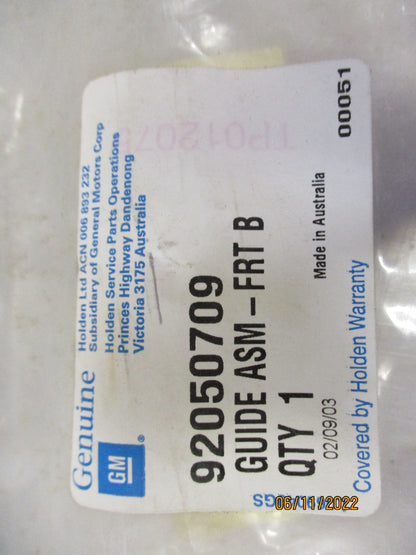 Genuine
Holden Ltd ACN 006 893 232
Subsidiary of General Motors Corp
Holden Service Parts Operations
Princes Highway Dandenong
Victoria 3175 Australia
GM
®
92050709
GUIDE ASM – FRT B
QTY 1
02/09/03
Made in Australia
00051
Covered by Holden Warranty
GS
06/11/2022